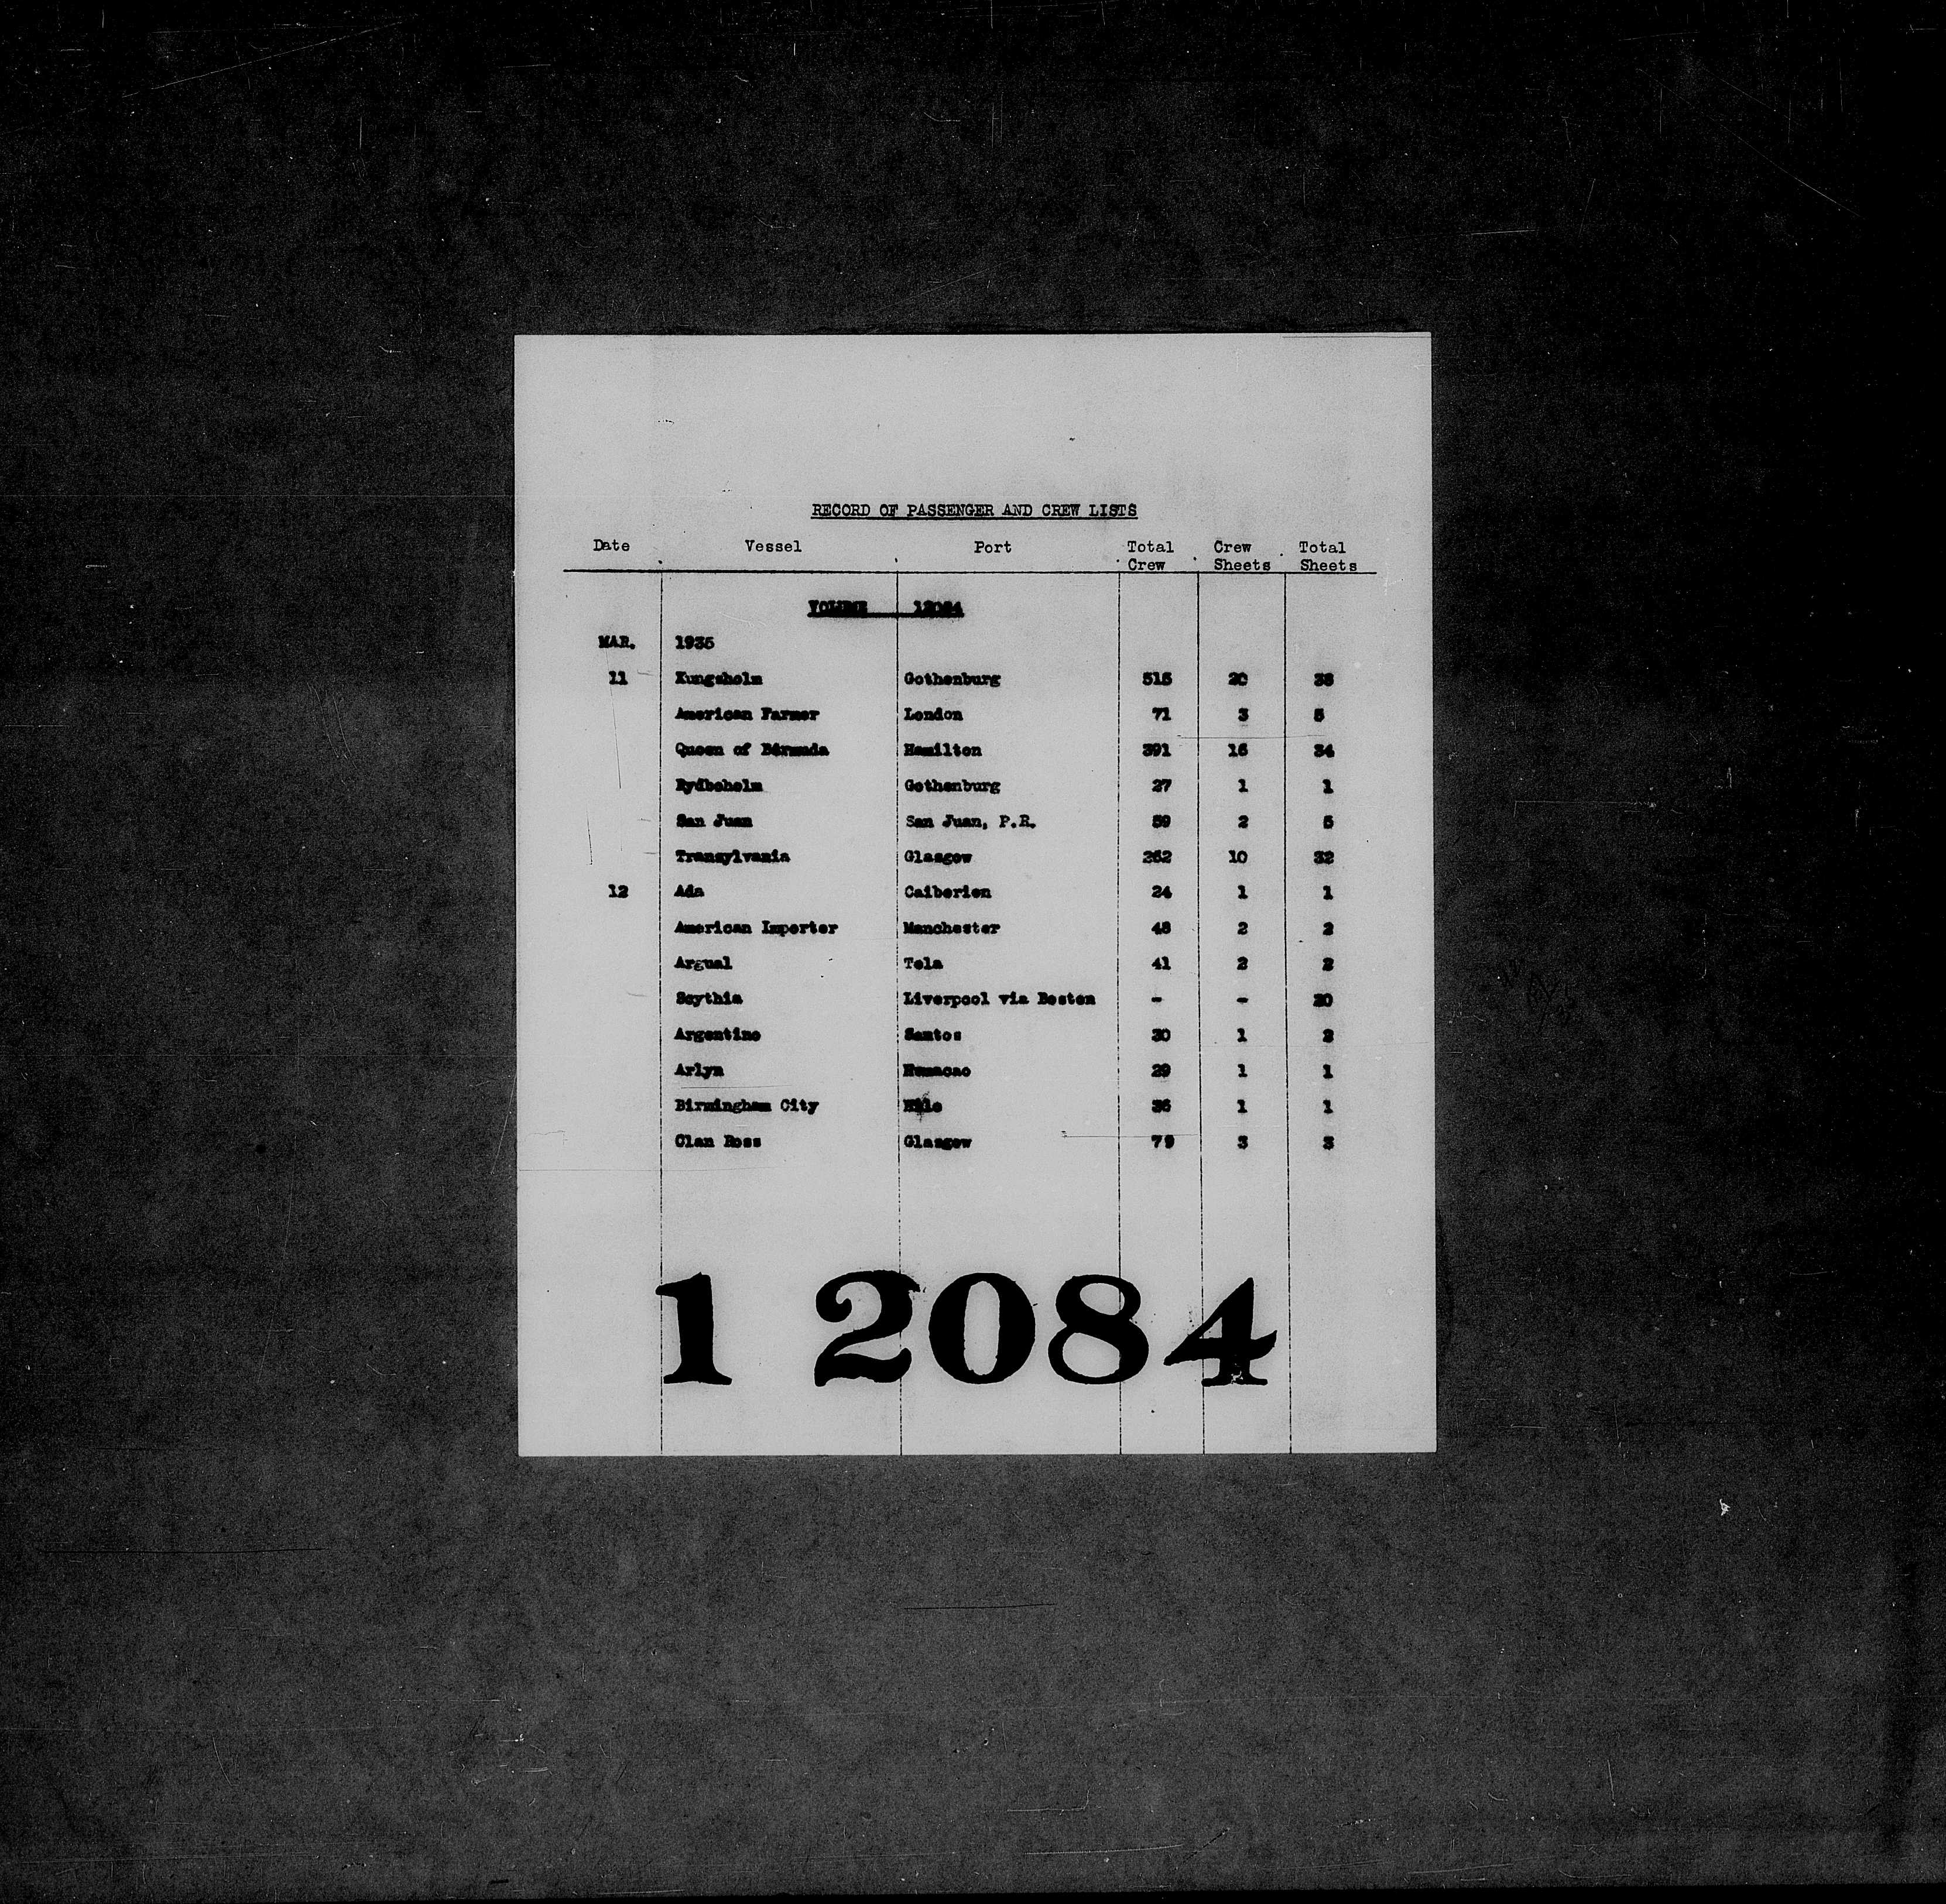 RECORD OF PASSENGER AND CREW LISTS
Date Vessel Port Total Crew Crew Sheets Total Sheets
VOLUME 12084
MAR. 1935
11 Kungsholm Gothenburg 515 20 38
American Farmer London 71 3 5
Queen of Bermuda Hamilton 391 16 34
Rydboholm Gothenburg 27 1 1
San Juan San Juan, P.R. 59 2 5
Transylvania Glasgow 262 10 32
12 Ada Caiberien 24 1 1
American Importer Manchester 48 2 2
Argual Tela 41 2 2
Scythia Liverpool via Boston - - 20
Argentino Santos 30 1 2
Arlyn Humacao 29 1 1
Birmingham City 36 1 1
Clan Ross Glasgow 79 3 3
1 2084